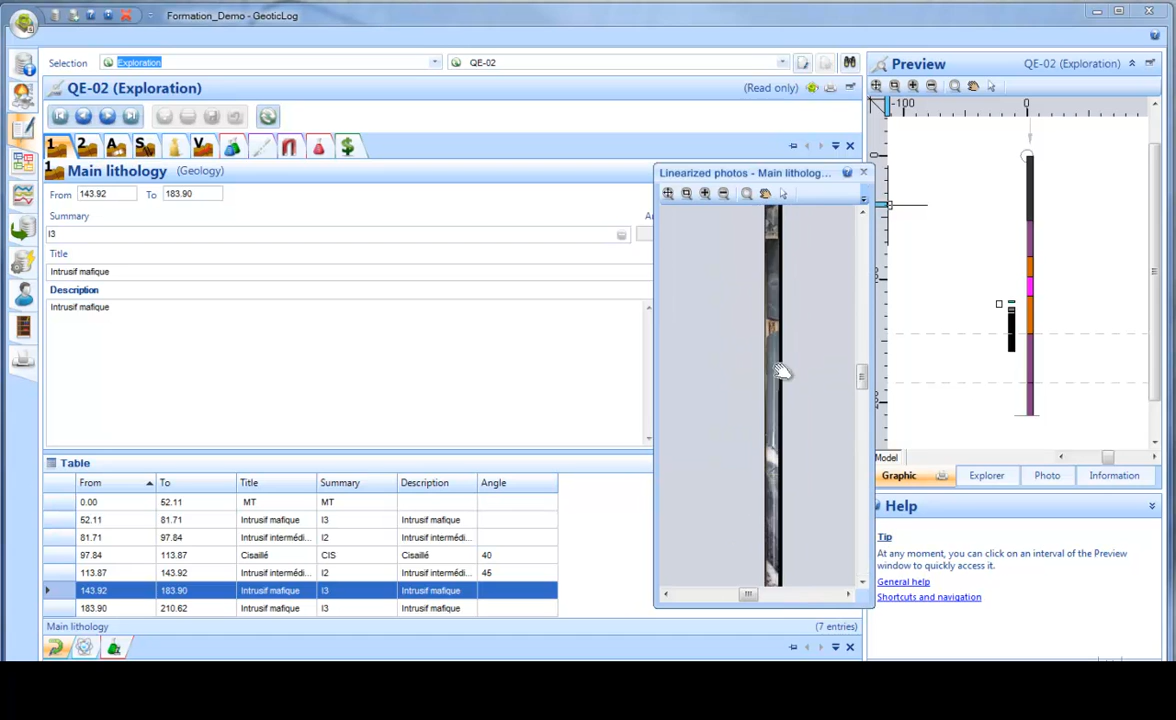 Formation_Demo - GeoticLog
Selection Exploration QE-02
QE-02 (Exploration) (Read only)
1 2 A S V $
1 Main lithology (Geology)
From 143.92 To 183.90
Summary
I3
Title
Intrusif mafique
Description
Intrusif mafique
Linearized photos - Main litholog...
Table
From To Title Summary Description Angle
0.00 52.11 MT MT
52.11 81.71 Intrusif mafique I3 Intrusif mafique
81.71 97.84 Intrusif intermédi... I2 Intrusif intermédi...
97.84 113.87 Cisaillé CIS Cisaillé 40
113.87 143.92 Intrusif intermédi... I2 Intrusif intermédi... 45
143.92 183.90 Intrusif mafique I3 Intrusif mafique
183.90 210.62 Intrusif mafique I3 Intrusif mafique
Main lithology (7 entries)
Preview QE-02 (Exploration)
-100 0
Model
Graphic Explorer Photo Information
Help
Tip
At any moment, you can click on an interval of the Preview
window to quickly access it.
General help
Shortcuts and navigation